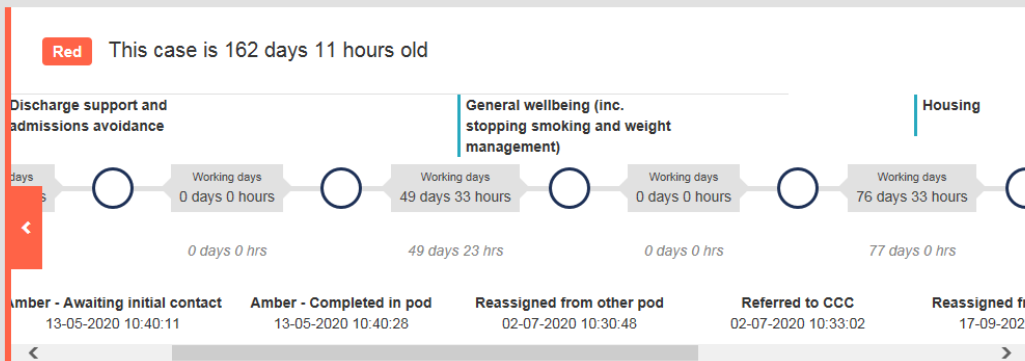 Red This case is 162 days 11 hours old
Discharge support and
admissions avoidance
General wellbeing (inc.
stopping smoking and weight
management)
Housing
days
Working days
0 days 0 hours
Working days
49 days 33 hours
Working days
0 days 0 hours
Working days
76 days 33 hours
0 days 0 hrs
49 days 23 hrs
0 days 0 hrs
77 days 0 hrs
Amber - Awaiting initial contact
13-05-2020 10:40:11
Amber - Completed in pod
13-05-2020 10:40:28
Reassigned from other pod
02-07-2020 10:30:48
Referred to CCC
02-07-2020 10:33:02
Reassigned
17-09-202